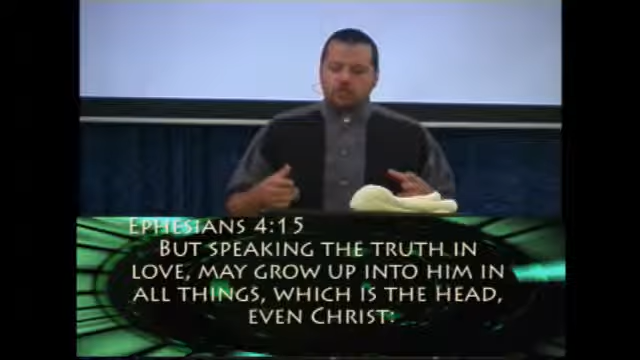 Ephesians 4:15
But speaking the truth in
love, may grow up into him in
all things, which is the head,
even Christ: